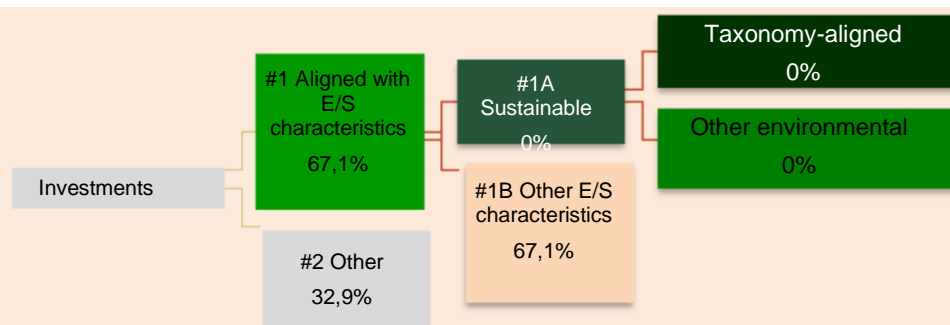 Investments
#1 Aligned with
E/S
characteristics
67,1%
#2 Other
32,9%
#1A
Sustainable
0%
#1B Other E/S
characteristics
67,1%
Taxonomy-aligned
0%
Other environmental
0%